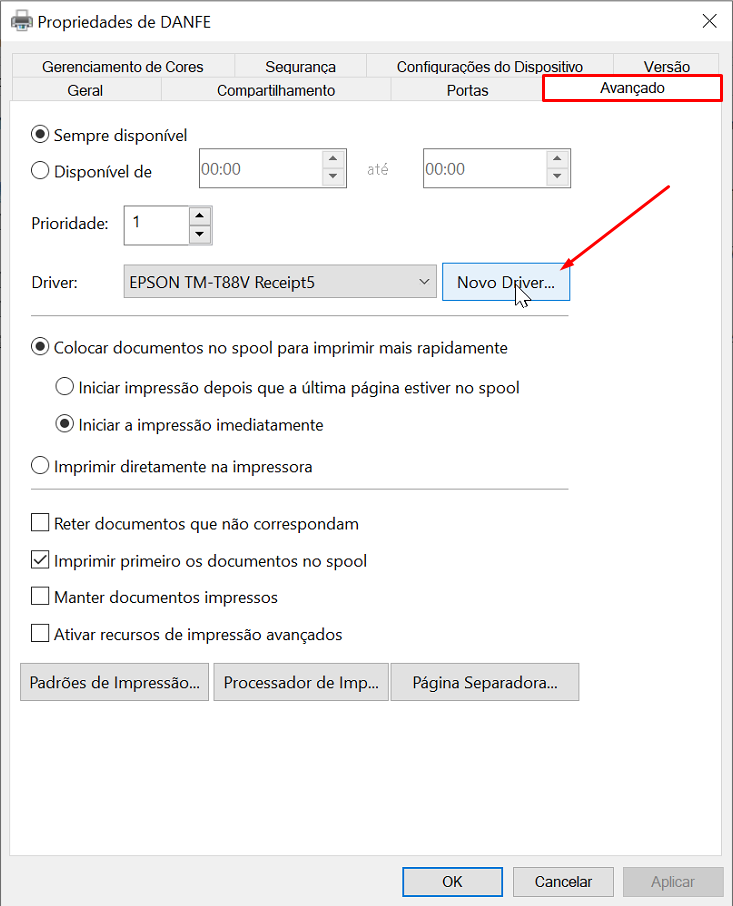 Propriedades de DANFE
Gerenciamento de Cores Segurança Configurações do Dispositivo Versão
Geral Compartilhamento Portas Avançado
Sempre disponível
Disponível de 00:00 até 00:00
Prioridade: 1
Driver: EPSON TM-T88V Receipt5 Novo Driver...
Colocar documentos no spool para imprimir mais rapidamente
Iniciar impressão depois que a última página estiver no spool
Iniciar a impressão imediatamente
Imprimir diretamente na impressora
Reter documentos que não correspondam
Imprimir primeiro os documentos no spool
Manter documentos impressos
Ativar recursos de impressão avançados
Padrões de Impressão... Processador de Imp... Página Separadora...
OK Cancelar Aplicar